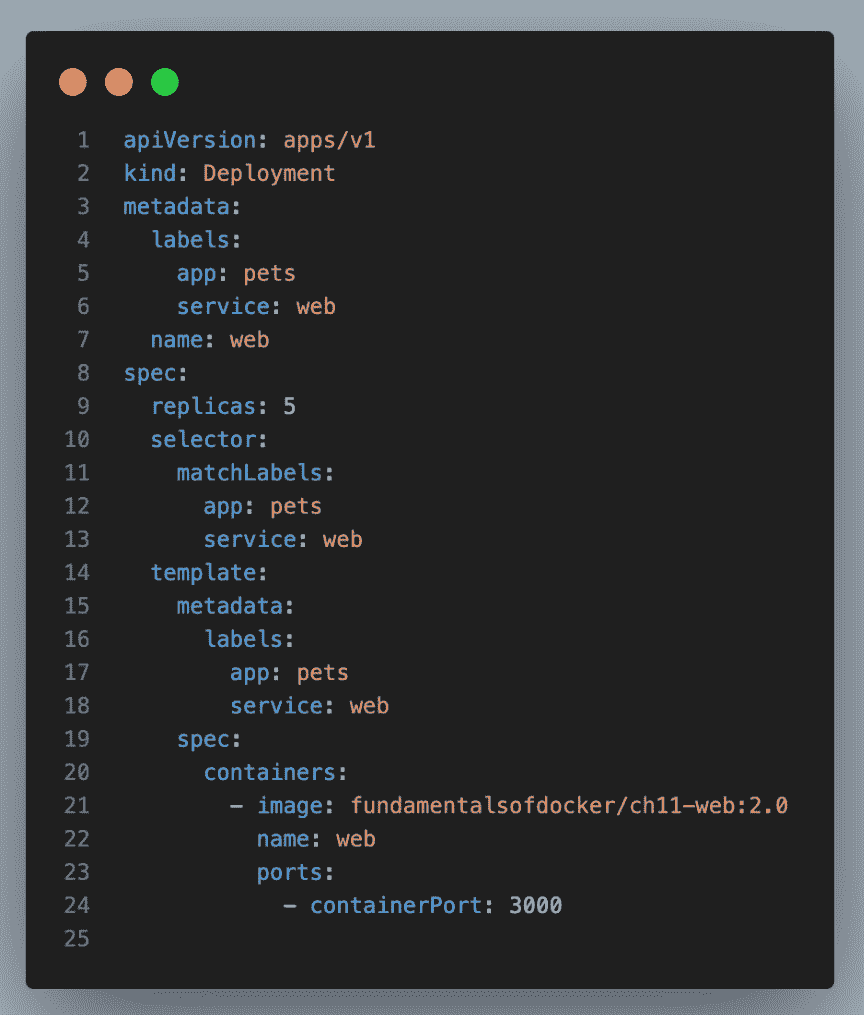 1 apiVersion: apps/v1
2 kind: Deployment
3 metadata:
4   labels:
5     app: pets
6     service: web
7   name: web
8 spec:
9   replicas: 5
10   selector:
11     matchLabels:
12       app: pets
13       service: web
14   template:
15     metadata:
16       labels:
17         app: pets
18         service: web
19     spec:
20       containers:
21         - image: fundamentalsofdocker/ch11-web:2.0
22           name: web
23           ports:
24             - containerPort: 3000
25